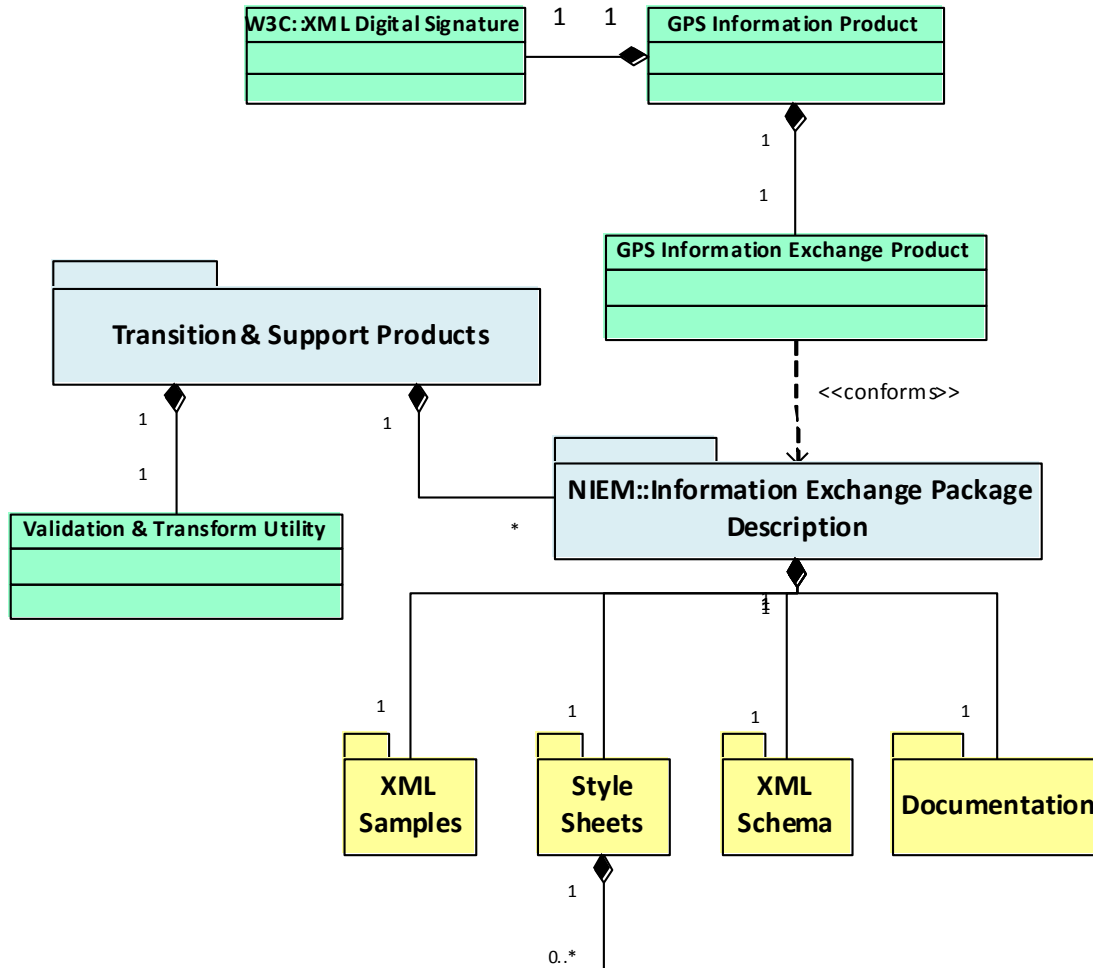 W3C::XML Digital Signature
1
1
GPS Information Product
1
1
GPS Information Exchange Product
Transition & Support Products
<<conforms>>
1
1
1
NIEM::Information Exchange Package
Description
*
Validation & Transform Utility
1
1
1
1
1
XML
Samples
Style
Sheets
XML
Schema
Documentation
1
0..*